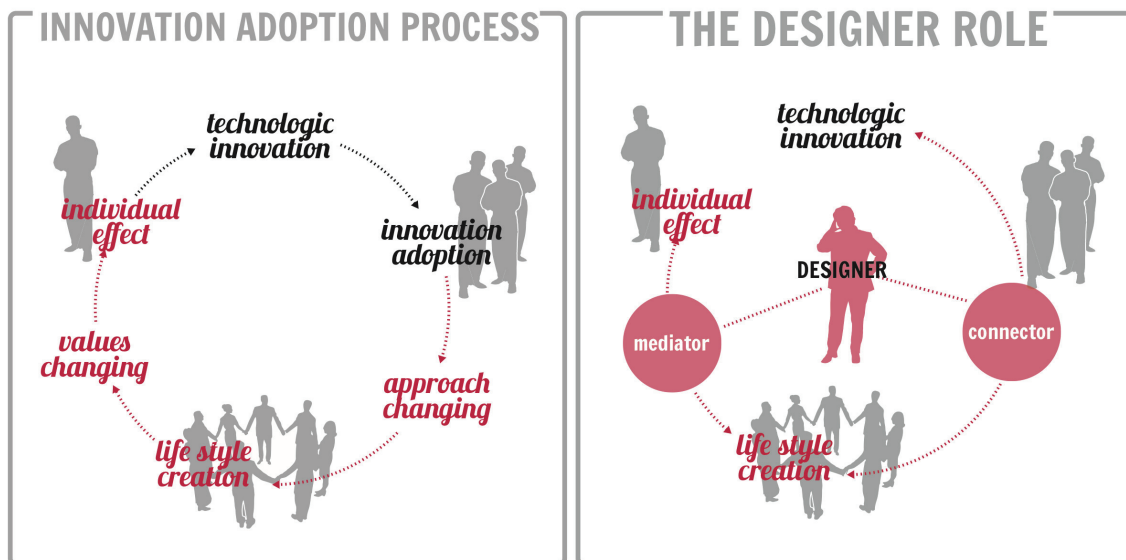 INNOVATION ADOPTION PROCESS
technologic
innovation
individual
effect
innovation
adoption
values
changing
approach
changing
life style
creation
THE DESIGNER ROLE
technologic
innovation
individual
effect
DESIGNER
mediator
connector
life style
creation